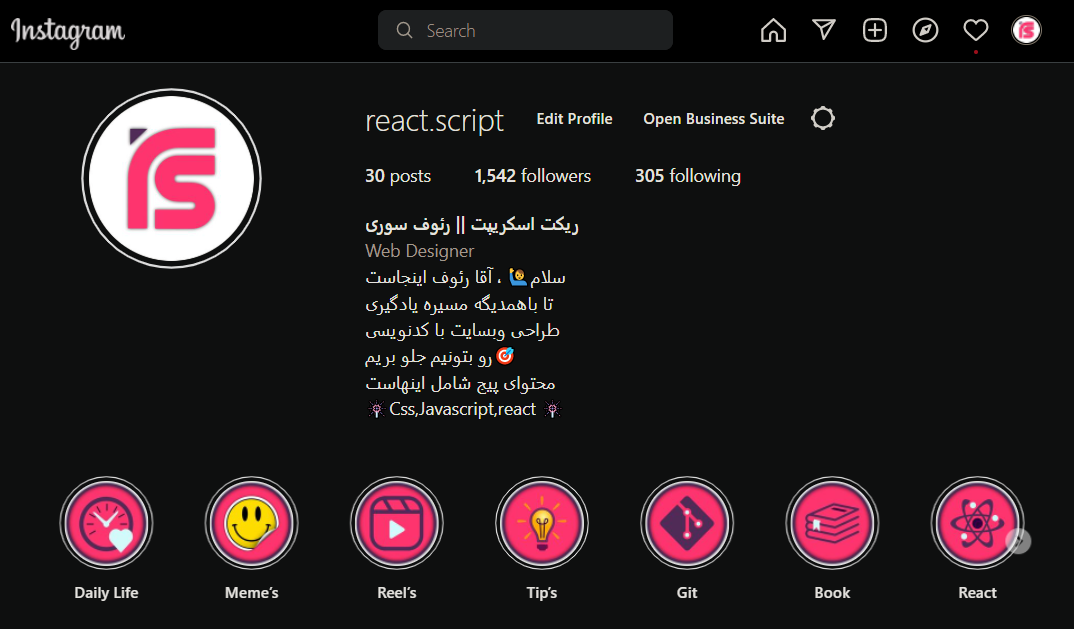 Instagram
Search
rs
react.script
Edit Profile
Open Business Suite
30 posts
1,542 followers
305 following
ریکت اسکریپت || رئوف سوری
Web Designer
سلام🙋‍♂️ ، آقا رئوف اینجاست
تا باهمدیگه مسیره یادگیری
طراحی وبسایت با کدنویسی
رو بتونیم جلو بریم🎯
محتوای پیج شامل اینهاست
Css,Javascript,react
Daily Life
Meme’s
Reel’s
Tip’s
Git
Book
React